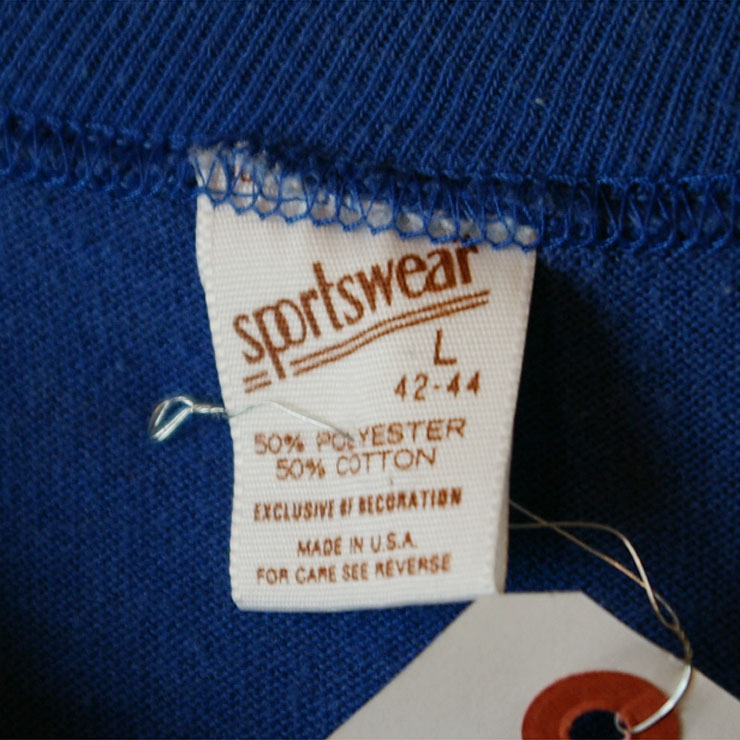 sportswear
L
42-44
50% POLYESTER
50% COTTON
EXCLUSIVE OF DECORATION
MADE IN U.S.A.
FOR CARE SEE REVERSE